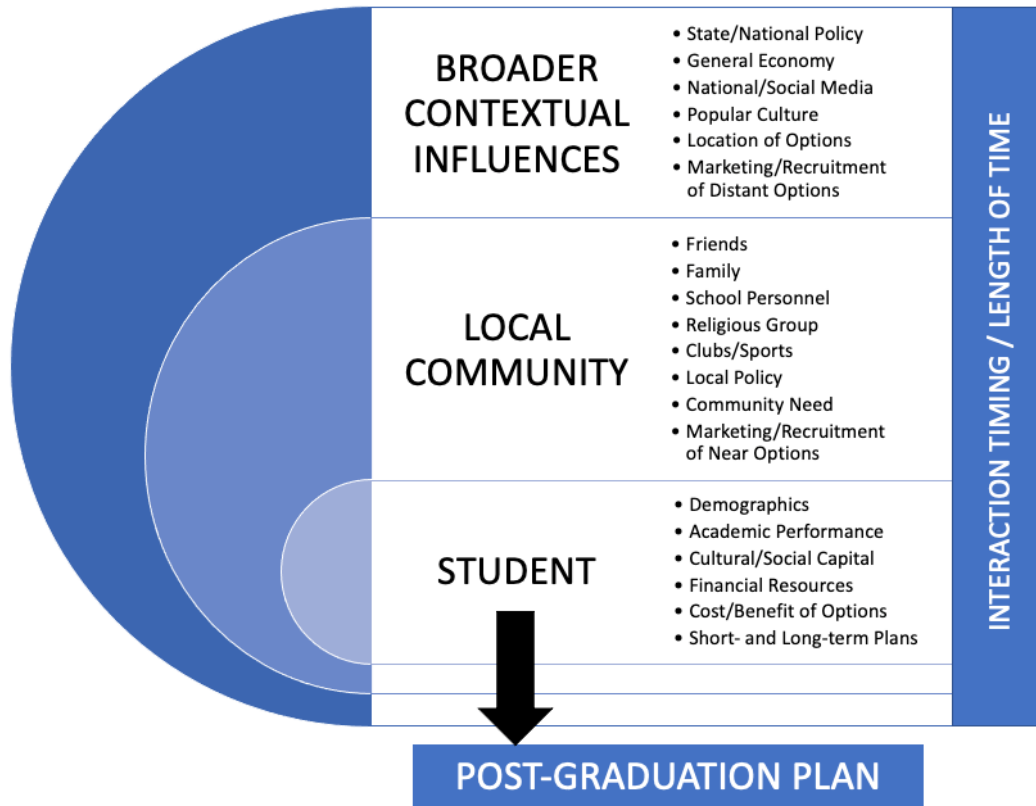 BROADER
CONTEXTUAL
INFLUENCES
• State/National Policy
• General Economy
• National/Social Media
• Popular Culture
• Location of Options
• Marketing/Recruitment
of Distant Options
LOCAL
COMMUNITY
• Friends
• Family
• School Personnel
• Religious Group
• Clubs/Sports
• Local Policy
• Community Need
• Marketing/Recruitment
of Near Options
STUDENT
• Demographics
• Academic Performance
• Cultural/Social Capital
• Financial Resources
• Cost/Benefit of Options
• Short- and Long-term Plans
INTERACTION TIMING / LENGTH OF TIME
POST-GRADUATION PLAN